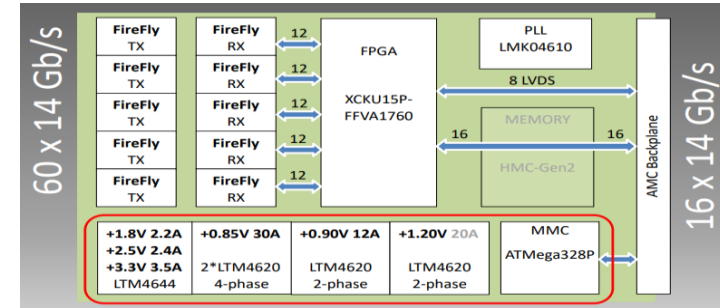 60 x 14 Gb/s
FireFly
TX
FireFly
TX
FireFly
TX
FireFly
TX
FireFly
TX
FireFly
RX
FireFly
RX
FireFly
RX
FireFly
RX
FireFly
RX
12
12
12
12
12
FPGA
XCKU15P-
FFVA1760
PLL
LMK04610
8 LVDS
16
MEMORY
HMC-Gen2
16
AMC Backplane
16 x 14 Gb/s
+1.8V 2.2A
+2.5V 2.4A
+3.3V 3.5A
LTM4644
+0.85V 30A
2*LTM4620
4-phase
+0.90V 12A
LTM4620
2-phase
+1.20V 20A
LTM4620
2-phase
MMC
ATMega328P